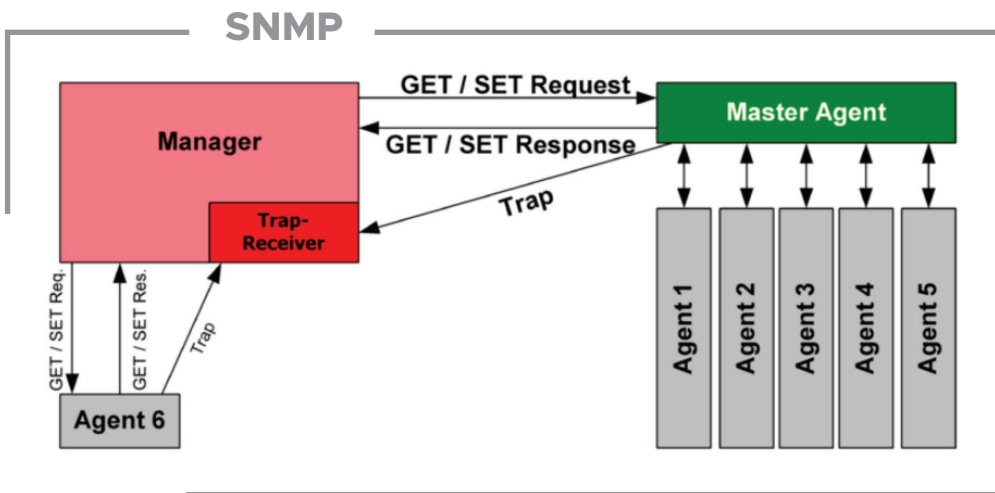 SNMP
GET / SET Request
Manager
Master Agent
GET / SET Response
Trap
Trap-
Receiver
GET / SET Req.
GET / SET Res.
Trap
Agent 6
Agent 1
Agent 2
Agent 3
Agent 4
Agent 5